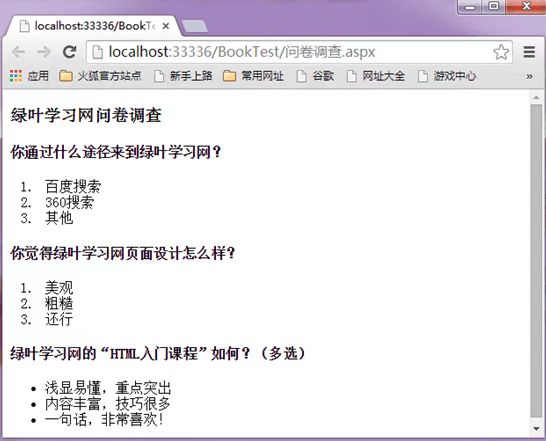 localhost:33336/BookTe
localhost:33336/BookTest/问卷调查.aspx
应用 火狐官方站点 新手上路 常用网址 谷歌 网址大全 游戏中心 »
绿叶学习网问卷调查
你通过什么途径来到绿叶学习网？
1. 百度搜索
2. 360搜索
3. 其他
你觉得绿叶学习网页面设计怎么样？
1. 美观
2. 粗糙
3. 还行
绿叶学习网的“HTML入门课程”如何？（多选）
• 浅显易懂，重点突出
• 内容丰富，技巧很多
• 一句话，非常喜欢！